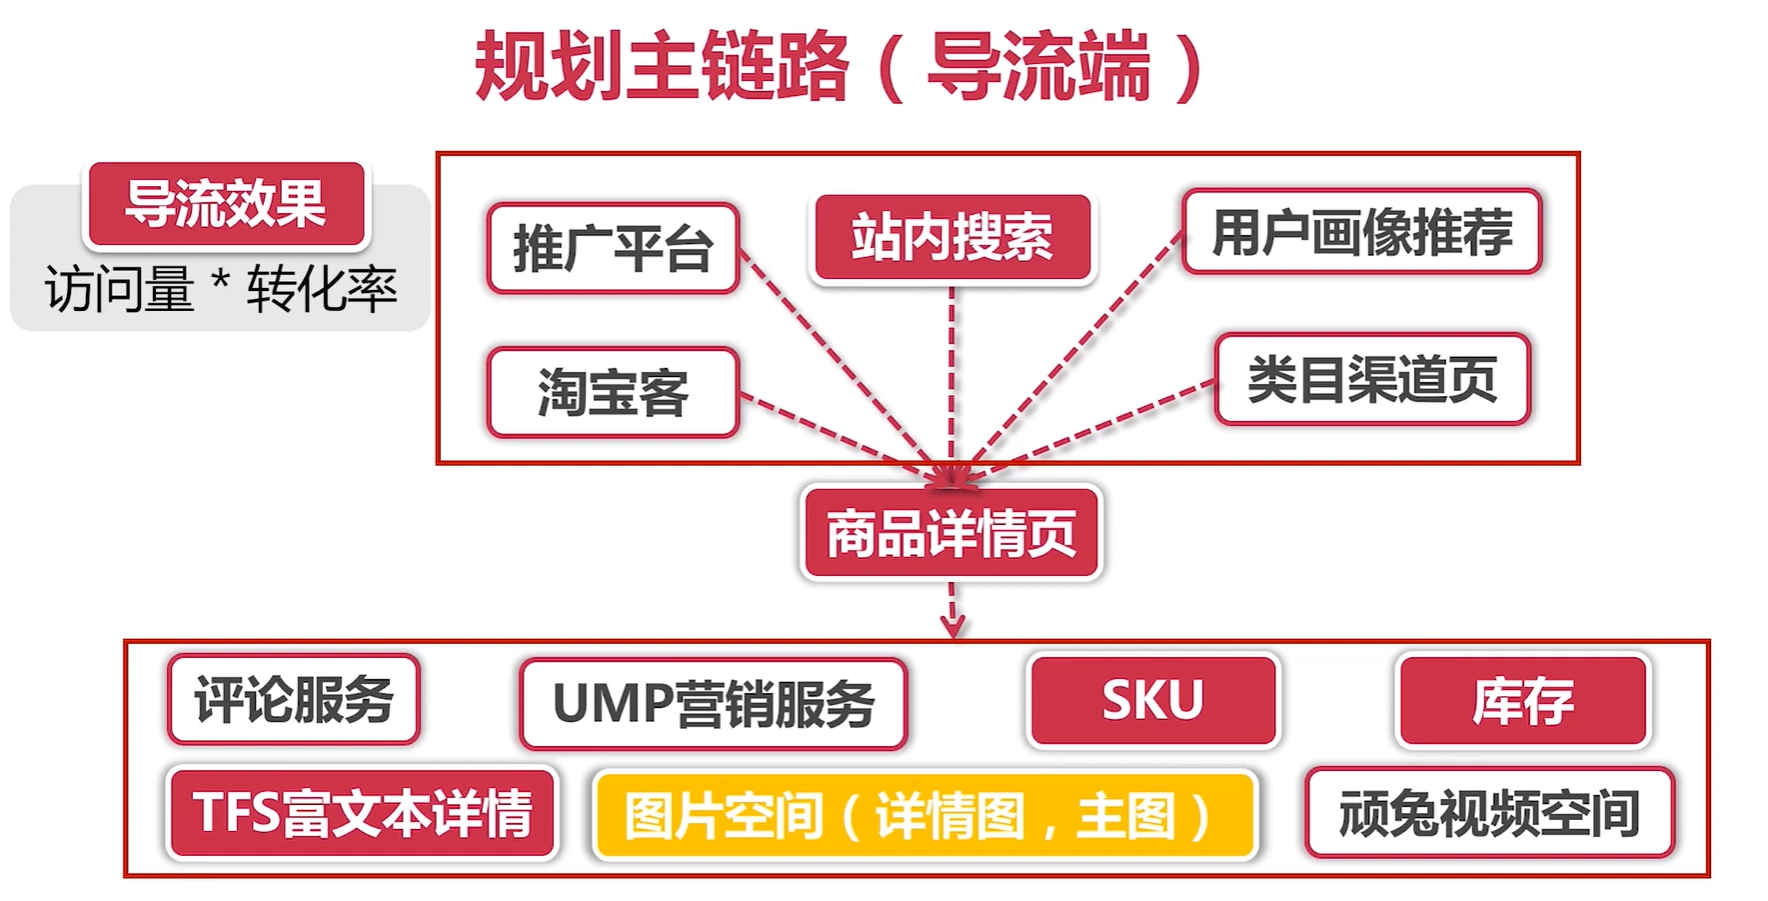 规划主链路（导流端）
导流效果
访问量 * 转化率
推广平台
站内搜索
用户画像推荐
淘宝客
类目渠道页
商品详情页
评论服务
UMP营销服务
SKU
库存
TFS富文本详情
图片空间（详情图，主图）
顽兔视频空间